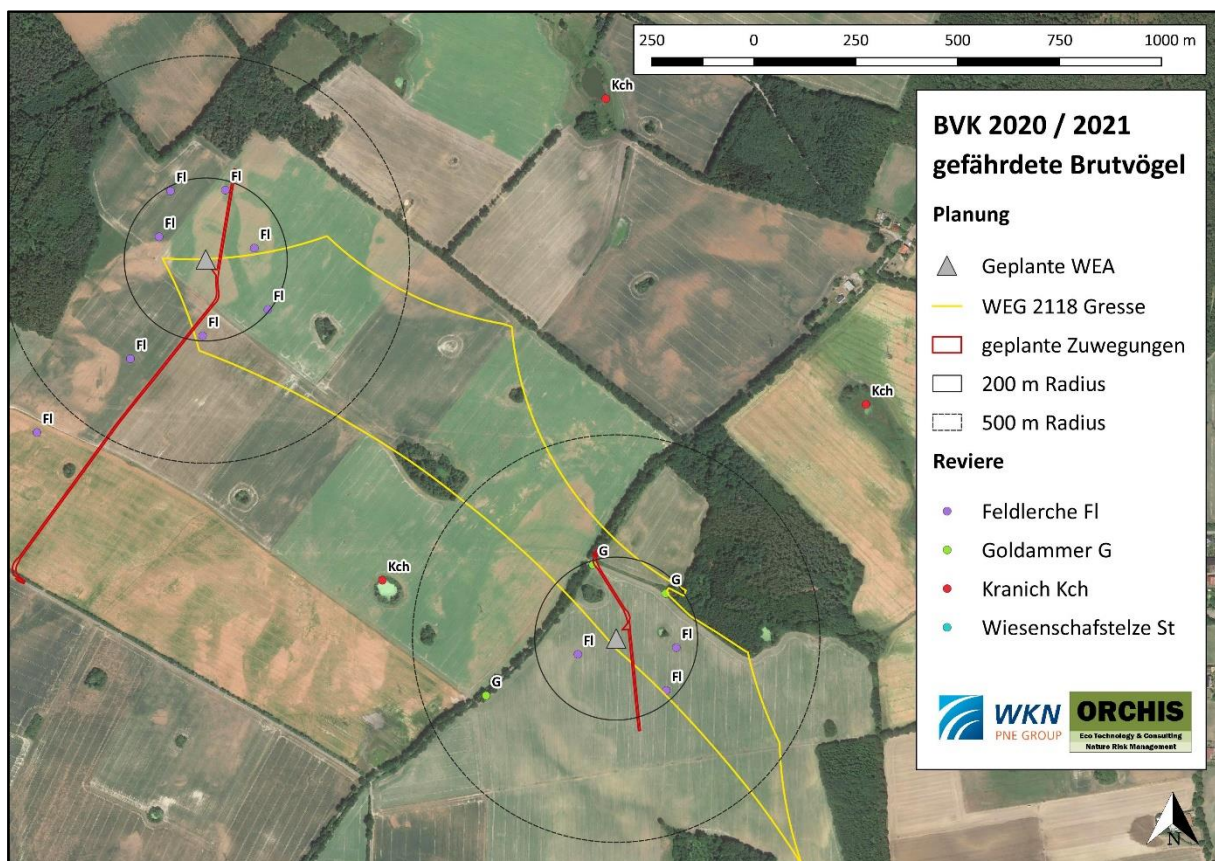 250 0 250 500 750 1000 m
BVK 2020 / 2021
gefährdete Brutvögel
Planung
Geplante WEA
WEG 2118 Gresse
geplante Zuwegungen
200 m Radius
500 m Radius
Reviere
Feldlerche Fl
Goldammer G
Kranich Kch
Wiesenschafstelze St
WKN
PNE GROUP
ORCHIS
Eco Technology & Consulting
Nature Risk Management
N
Kch
Fl
Fl
Fl
Fl
Fl
Fl
Fl
Fl
Kch
Kch
G
G
Fl
Fl
Fl
G